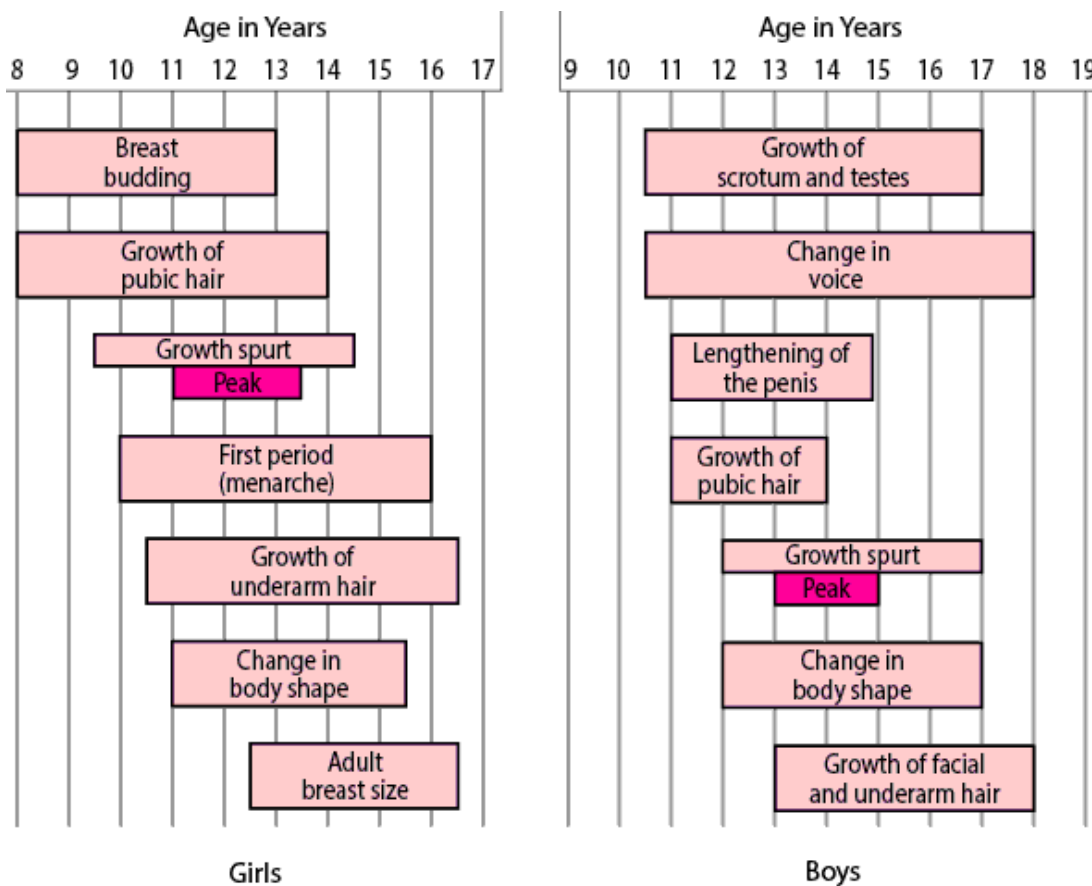 Age in Years
8 9 10 11 12 13 14 15 16 17
Breast
budding
Growth of
pubic hair
Growth spurt
Peak
First period
(menarche)
Growth of
underarm hair
Change in
body shape
Adult
breast size
Girls
Age in Years
9 10 11 12 13 14 15 16 17 18 19
Growth of
scrotum and testes
Change in
voice
Lengthening of
the penis
Growth of
pubic hair
Growth spurt
Peak
Change in
body shape
Growth of facial
and underarm hair
Boys